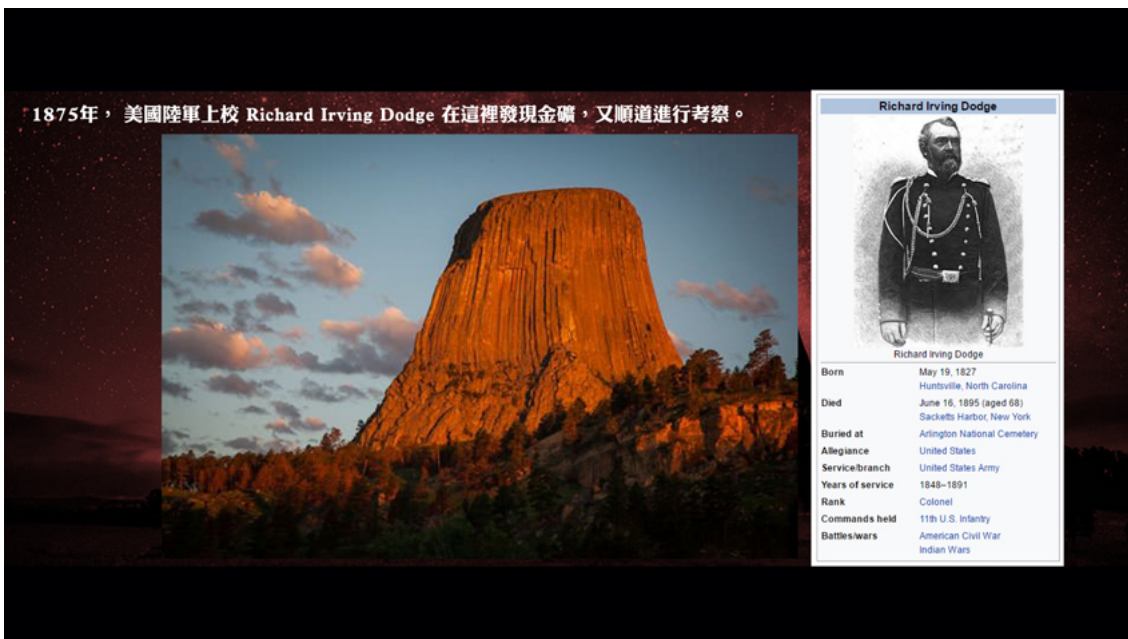 1875年， 美國陸軍上校 Richard Irving Dodge 在這裡發現金礦，又順道進行考察。
Richard Irving Dodge
Richard Irving Dodge
Born May 19, 1827
Huntsville, North Carolina
Died June 16, 1895 (aged 68)
Sacketts Harbor, New York
Buried at Arlington National Cemetery
Allegiance United States
Service/branch United States Army
Years of service 1848–1891
Rank Colonel
Commands held 11th U.S. Infantry
Battles/wars American Civil War
Indian Wars